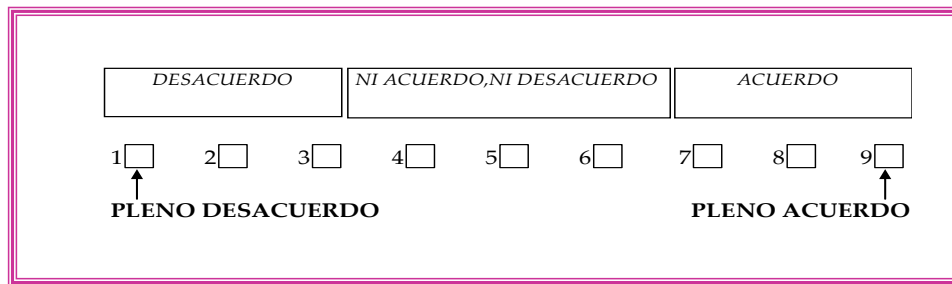 DESACUERDO NI ACUERDO,NI DESACUERDO ACUERDO
1 2 3 4 5 6 7 8 9
PLENO DESACUERDO PLENO ACUERDO